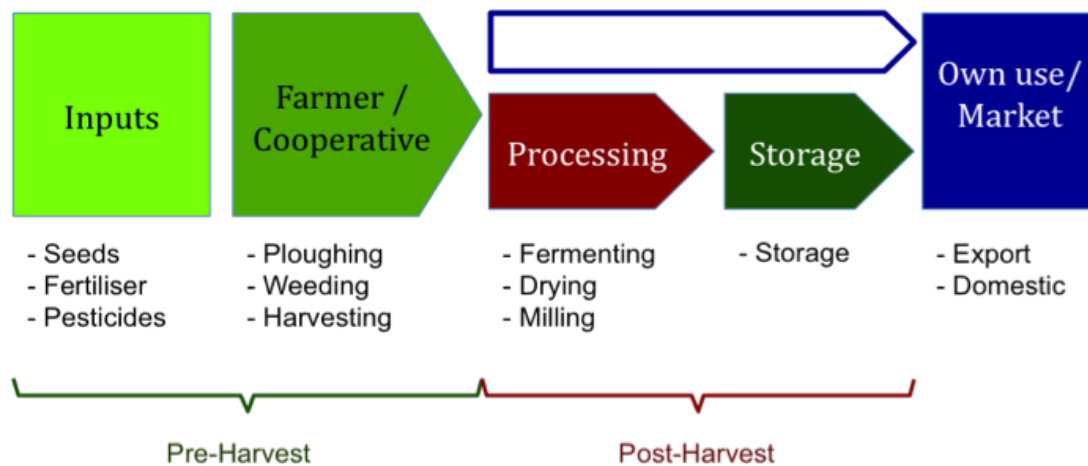 Inputs
Farmer /
Cooperative
Processing
Storage
Own use/
Market
- Seeds
- Fertiliser
- Pesticides
- Ploughing
- Weeding
- Harvesting
- Fermenting
- Drying
- Milling
- Storage
- Export
- Domestic
Pre-Harvest
Post-Harvest